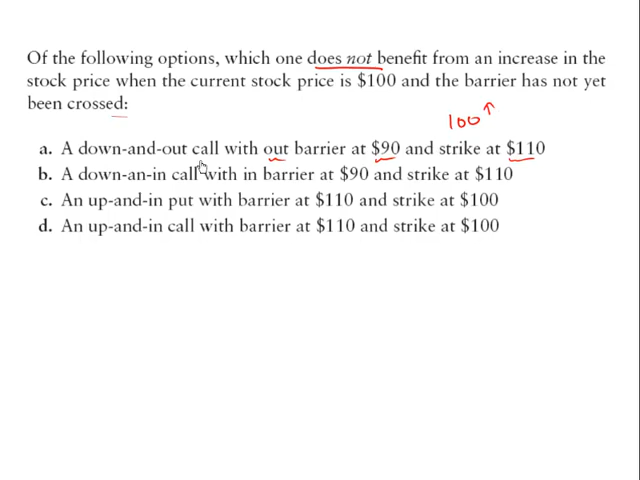 Of the following options, which one does not benefit from an increase in the
stock price when the current stock price is $100 and the barrier has not yet
been crossed:
100 ↑
a. A down-and-out call with out barrier at $90 and strike at $110
b. A down-an-in call with in barrier at $90 and strike at $110
c. An up-and-in put with barrier at $110 and strike at $100
d. An up-and-in call with barrier at $110 and strike at $100